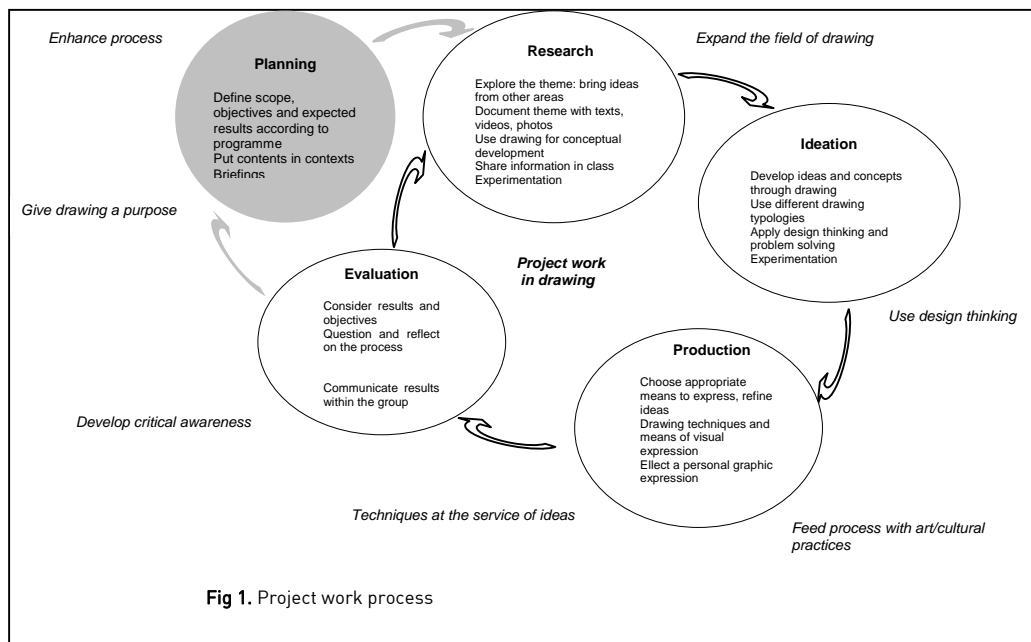 Enhance process
Planning
Define scope,
objectives and expected
results according to
programme
Put contents in contexts
Briefings
Research
Explore the theme: bring ideas
from other areas
Document theme with texts,
videos, photos
Use drawing for conceptual
development
Share information in class
Experimentation
Expand the field of drawing
Ideation
Develop ideas and concepts
through drawing
Use different drawing
typologies
Apply design thinking and
problem solving
Experimentation
Give drawing a purpose
Evaluation
Consider results and
objectives
Question and reflect
on the process
Communicate results
within the group
Project work
in drawing
Use design thinking
Production
Choose appropriate
means to express, refine
ideas
Drawing techniques and
means of visual
expression
Ellect a personal graphic
expression
Develop critical awareness
Techniques at the service of ideas
Feed process with art/cultural
practices
Fig 1. Project work process